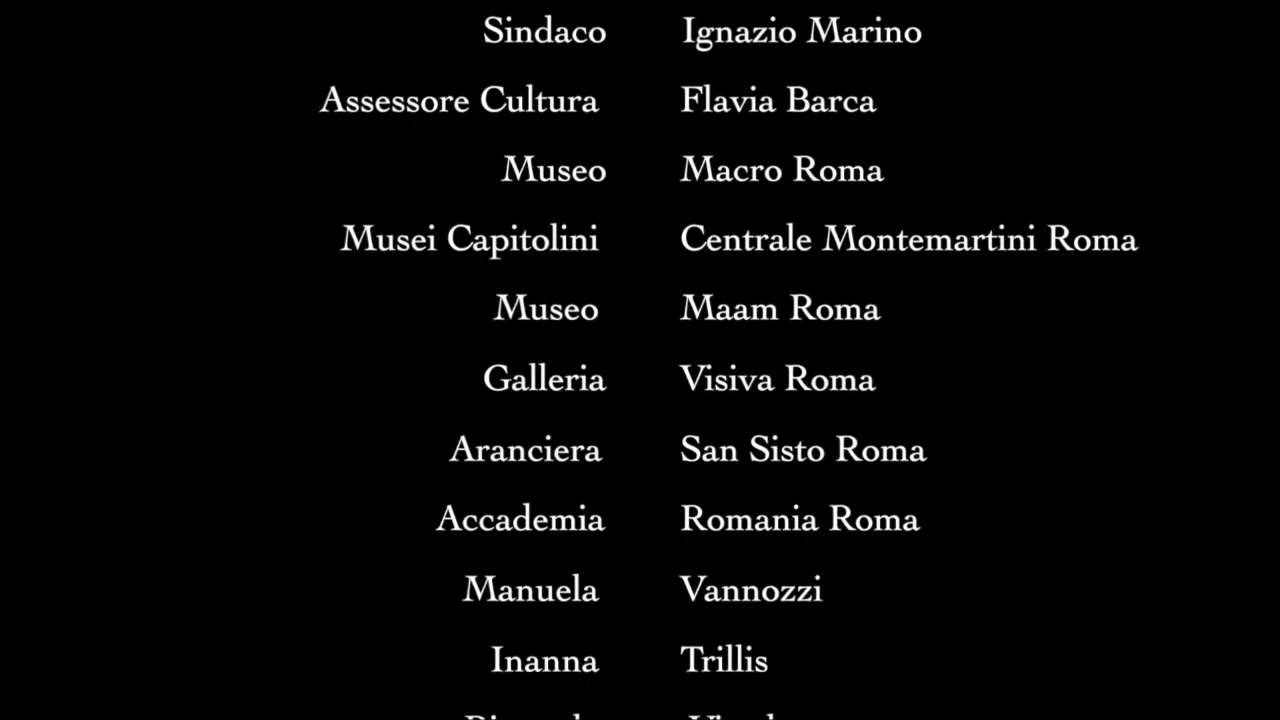 Sindaco Ignazio Marino
Assessore Cultura Flavia Barca
Museo Macro Roma
Musei Capitolini Centrale Montemartini Roma
Museo Maam Roma
Galleria Visiva Roma
Aranciera San Sisto Roma
Accademia Romania Roma
Manuela Vannozzi
Inanna Trillis